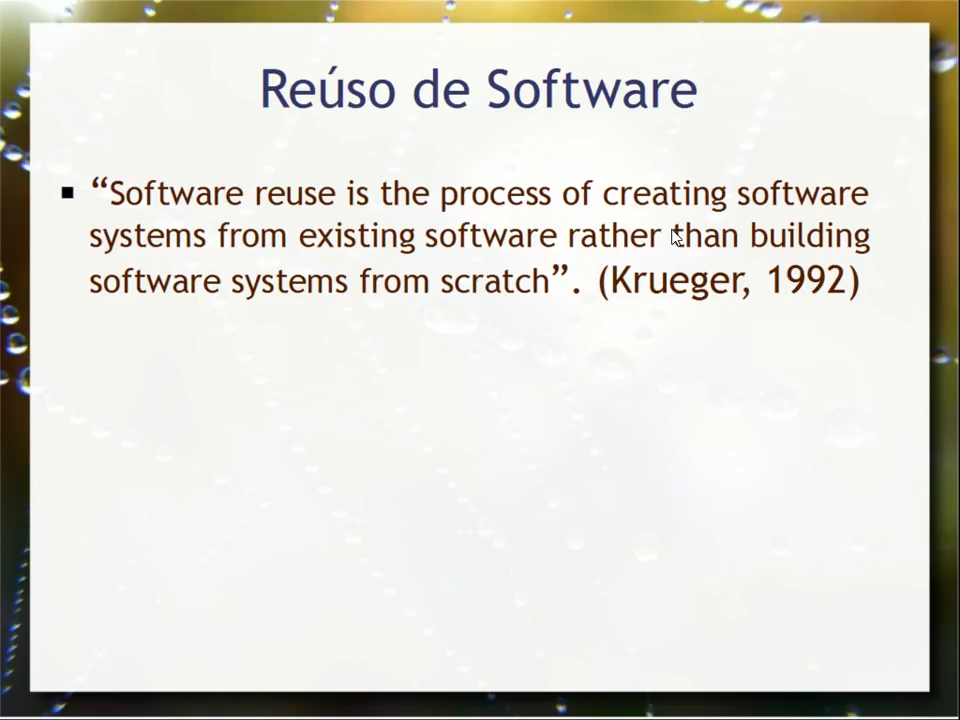 Reúso de Software
“Software reuse is the process of creating software
systems from existing software rather than building
software systems from scratch”. (Krueger, 1992)